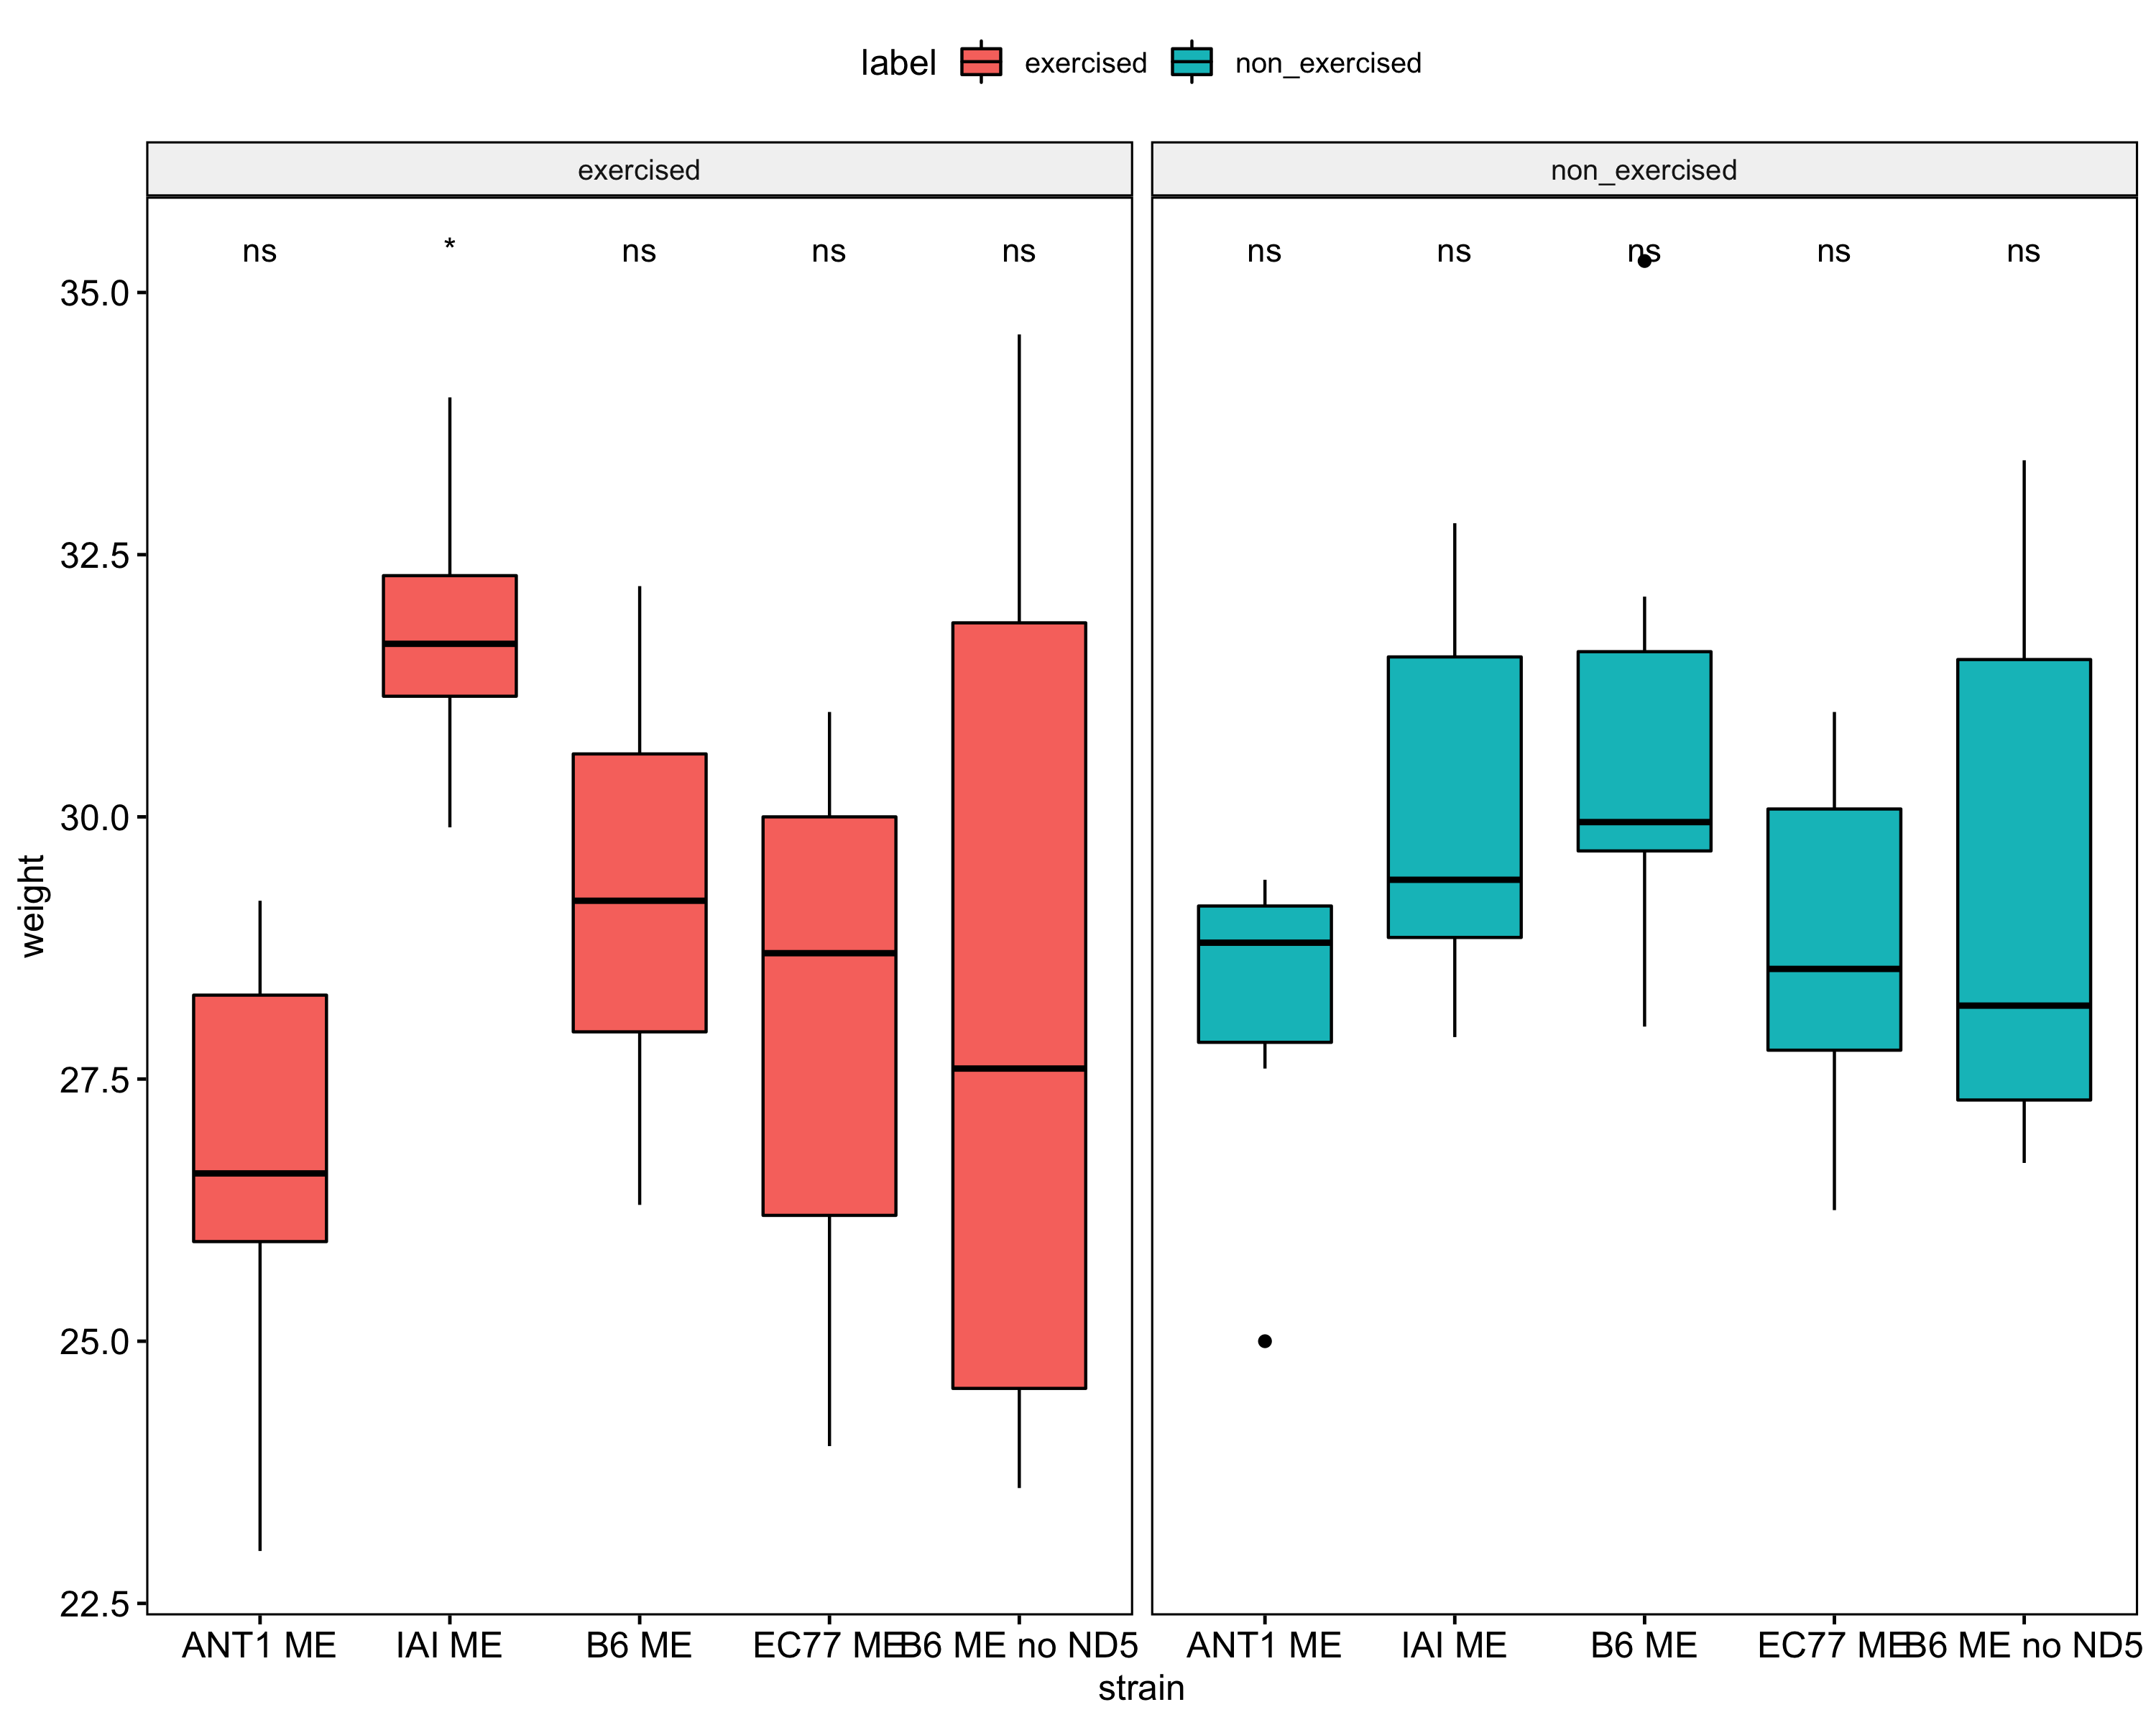 label exercised non_exercised
exercised non_exercised
ns * ns ns ns ns ns ns ns ns
35.0
32.5
30.0
27.5
25.0
22.5
weight
ANT1 ME IAI ME B6 ME EC77 ME B6 ME no ND5 ANT1 ME IAI ME B6 ME EC77 ME B6 ME no ND5
strain